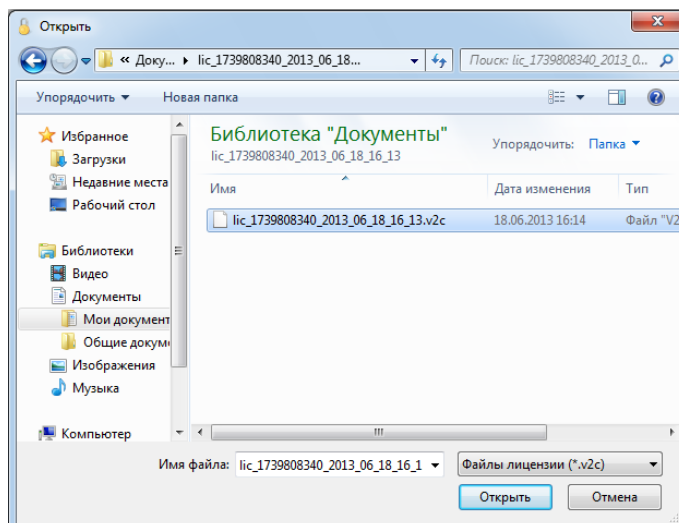 Открыть
« Доку... ▸ lic_1739808340_2013_06_18...
Поиск: lic_1739808340_2013_0...
Упорядочить
Новая папка
Избранное
Загрузки
Недавние места
Рабочий стол
Библиотеки
Видео
Документы
Мои документ
Общие докум
Изображения
Музыка
Компьютер
Библиотека "Документы"
lic_1739808340_2013_06_18_16_13
Упорядочить: Папка
Имя Дата изменения Тип
lic_1739808340_2013_06_18_16_13.v2c 18.06.2013 16:14 Файл "V2
Имя файла: lic_1739808340_2013_06_18_16_1 Файлы лицензии (*.v2c)
Открыть Отмена